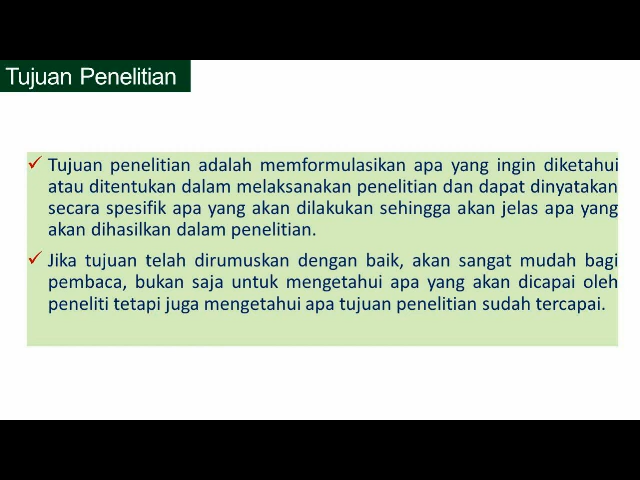 Tujuan Penelitian
✓ Tujuan penelitian adalah memformulasikan apa yang ingin diketahui
atau ditentukan dalam melaksanakan penelitian dan dapat dinyatakan
secara spesifik apa yang akan dilakukan sehingga akan jelas apa yang
akan dihasilkan dalam penelitian.
✓ Jika tujuan telah dirumuskan dengan baik, akan sangat mudah bagi
pembaca, bukan saja untuk mengetahui apa yang akan dicapai oleh
peneliti tetapi juga mengetahui apa tujuan penelitian sudah tercapai.